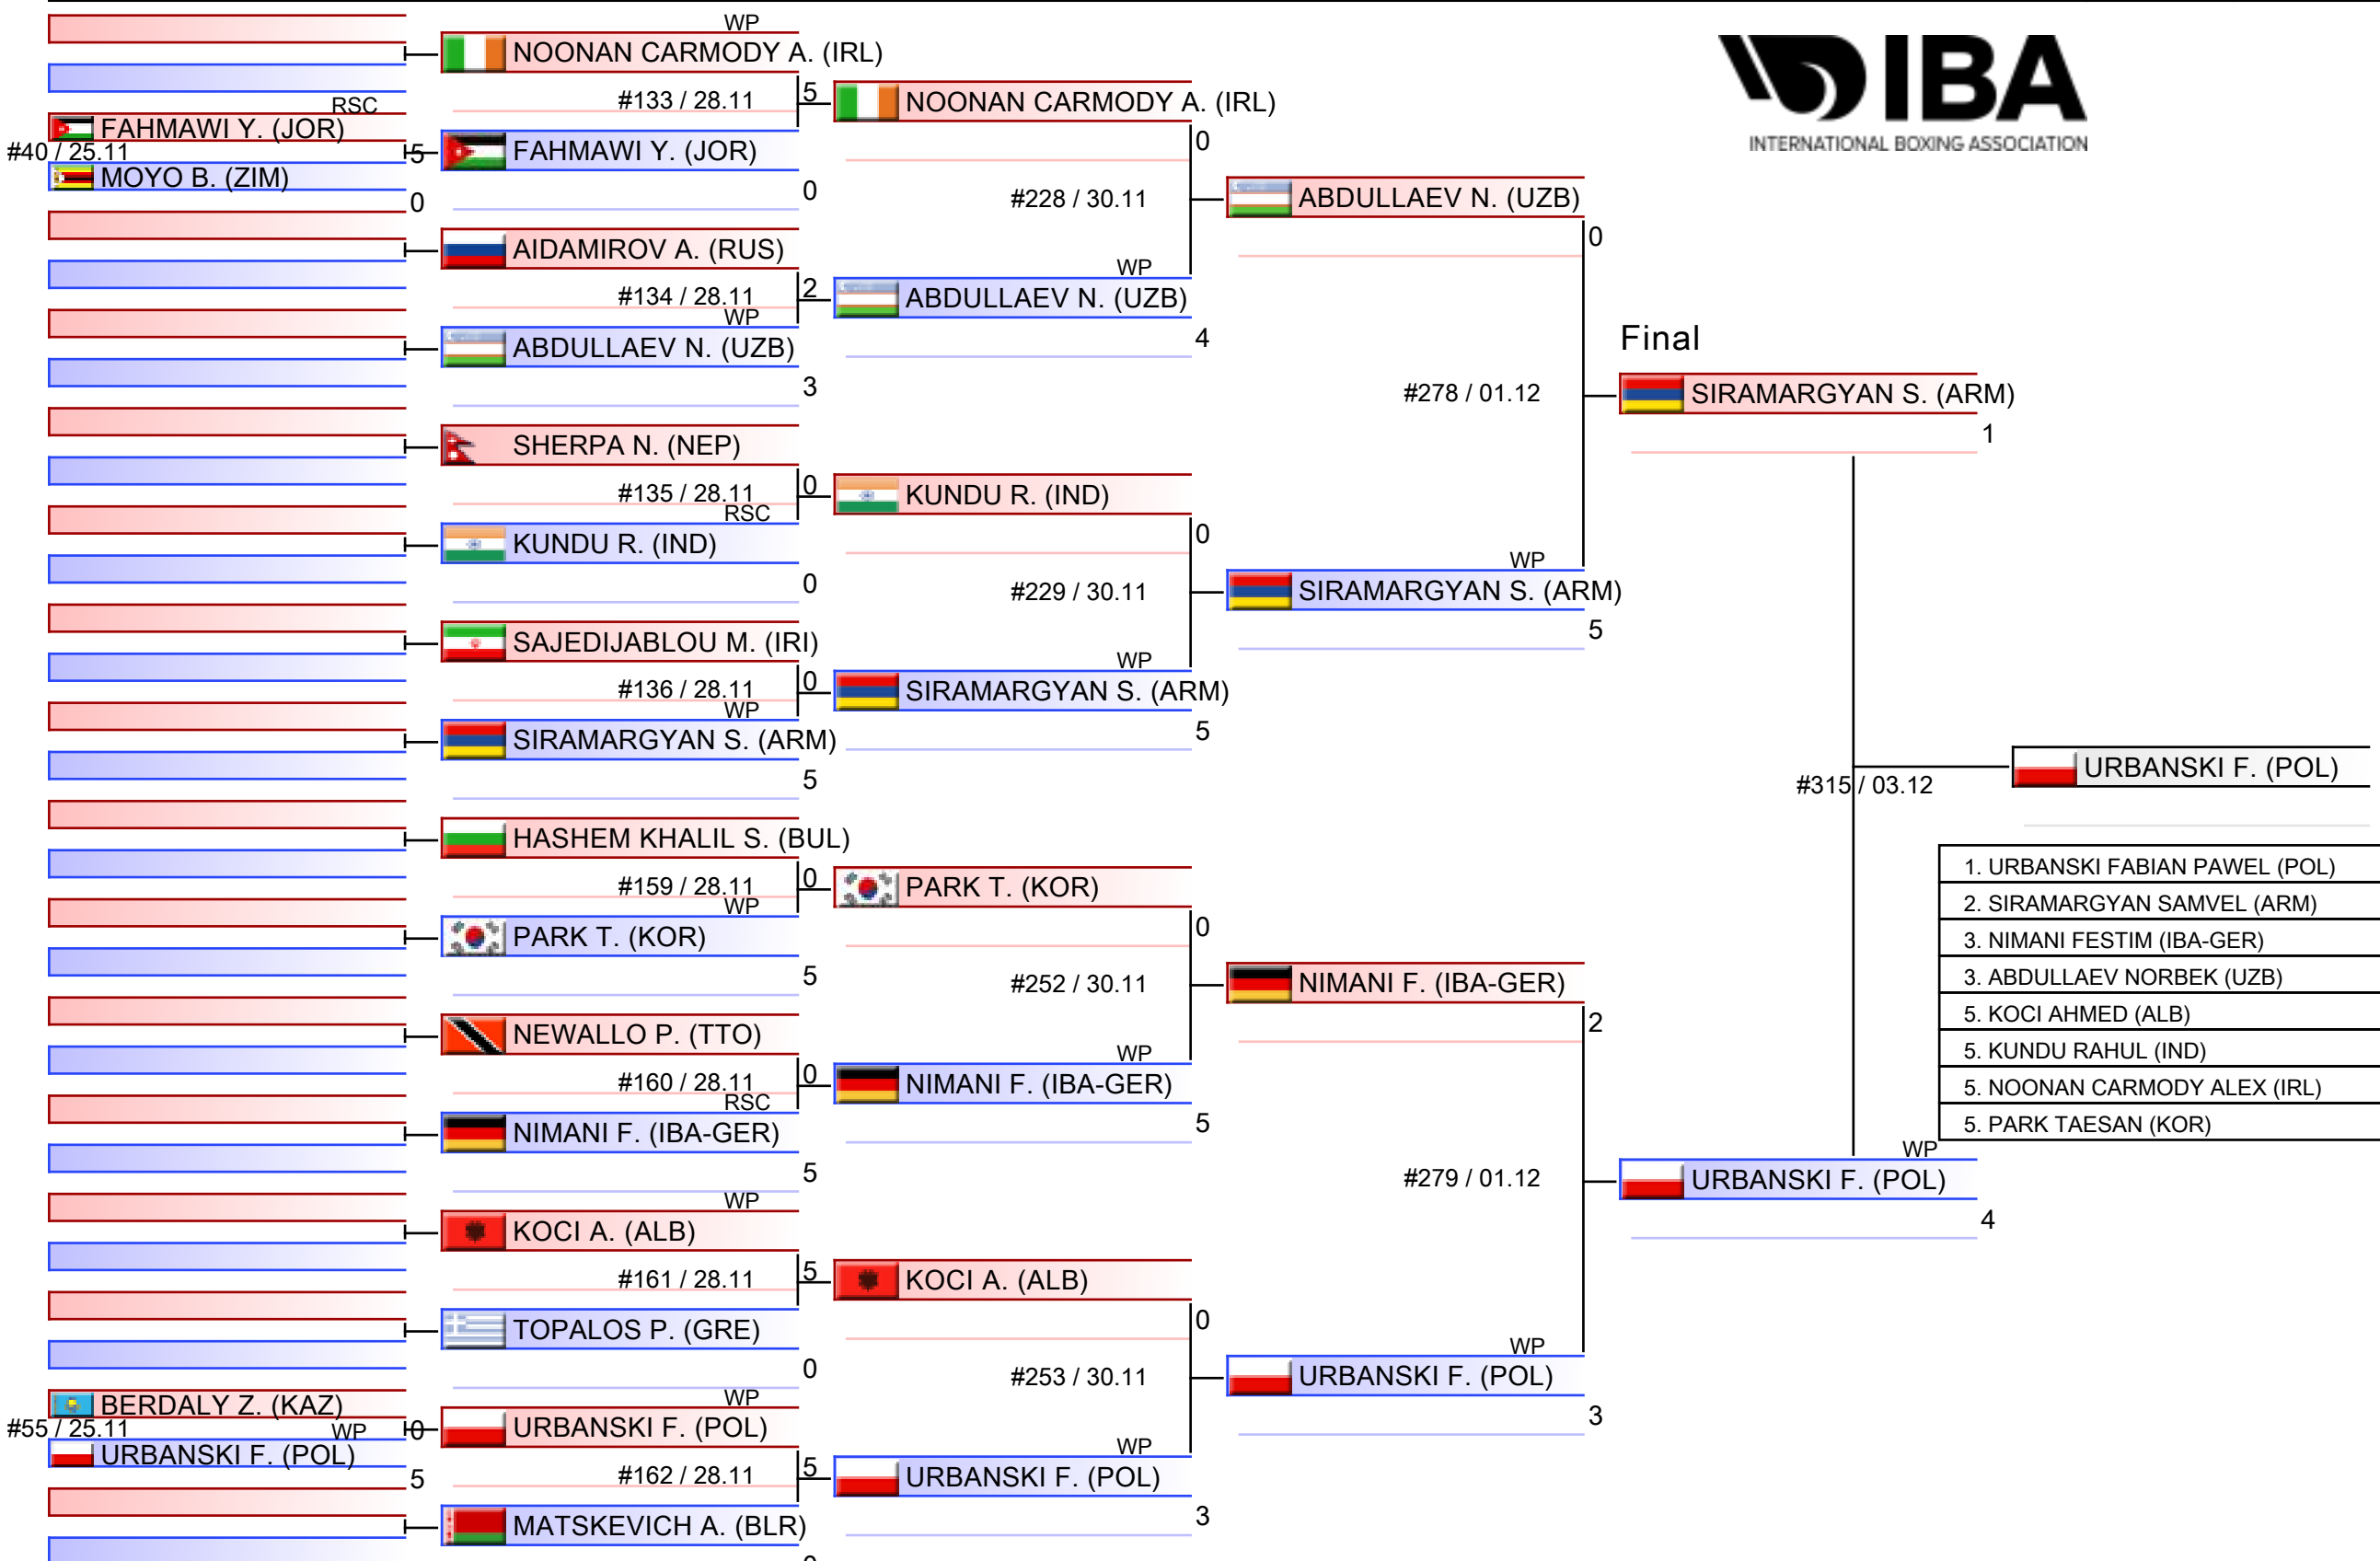 IBA
INTERNATIONAL BOXING ASSOCIATION
RSC
FAHMAWI Y. (JOR)
#40 / 25.11
5
MOYO B. (ZIM)
0
BERDALY Z. (KAZ)
#55 / 25.11
WP
0
URBANSKI F. (POL)
5
WP
NOONAN CARMODY A. (IRL)
#133 / 28.11
5
FAHMAWI Y. (JOR)
0
AIDAMIROV A. (RUS)
#134 / 28.11
2
WP
ABDULLAEV N. (UZB)
3
SHERPA N. (NEP)
#135 / 28.11
0
RSC
KUNDU R. (IND)
0
SAJEDIJABLOU M. (IRI)
#136 / 28.11
0
WP
SIRAMARGYAN S. (ARM)
5
HASHEM KHALIL S. (BUL)
#159 / 28.11
0
WP
PARK T. (KOR)
5
NEWALLO P. (TTO)
#160 / 28.11
0
RSC
NIMANI F. (IBA-GER)
5
WP
KOCI A. (ALB)
#161 / 28.11
5
TOPALOS P. (GRE)
0
WP
URBANSKI F. (POL)
#162 / 28.11
5
MATSKEVICH A. (BLR)
NOONAN CARMODY A. (IRL)
0
#228 / 30.11
WP
ABDULLAEV N. (UZB)
4
KUNDU R. (IND)
0
#229 / 30.11
WP
SIRAMARGYAN S. (ARM)
5
PARK T. (KOR)
0
#252 / 30.11
WP
NIMANI F. (IBA-GER)
5
KOCI A. (ALB)
0
#253 / 30.11
WP
URBANSKI F. (POL)
3
ABDULLAEV N. (UZB)
0
#278 / 01.12
WP
SIRAMARGYAN S. (ARM)
5
NIMANI F. (IBA-GER)
2
#279 / 01.12
WP
URBANSKI F. (POL)
3
Final
SIRAMARGYAN S. (ARM)
1
#315 / 03.12
WP
URBANSKI F. (POL)
4
URBANSKI F. (POL)
1. URBANSKI FABIAN PAWEL (POL)
2. SIRAMARGYAN SAMVEL (ARM)
3. NIMANI FESTIM (IBA-GER)
3. ABDULLAEV NORBEK (UZB)
5. KOCI AHMED (ALB)
5. KUNDU RAHUL (IND)
5. NOONAN CARMODY ALEX (IRL)
5. PARK TAESAN (KOR)